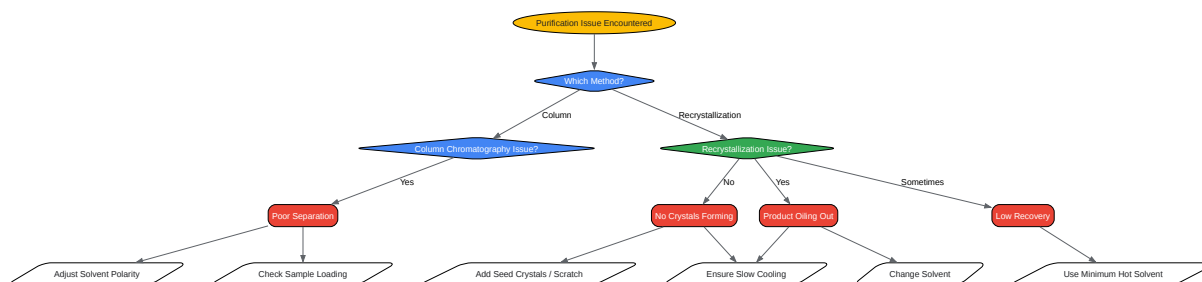 Purification Issue Encountered
Which Method?
Column
Recrystallization
Column Chromatography Issue?
Recrystallization Issue?
Yes
No
Yes
Sometimes
Poor Separation
No Crystals Forming
Product Oiling Out
Low Recovery
Adjust Solvent Polarity
Check Sample Loading
Add Seed Crystals / Scratch
Ensure Slow Cooling
Change Solvent
Use Minimum Hot Solvent